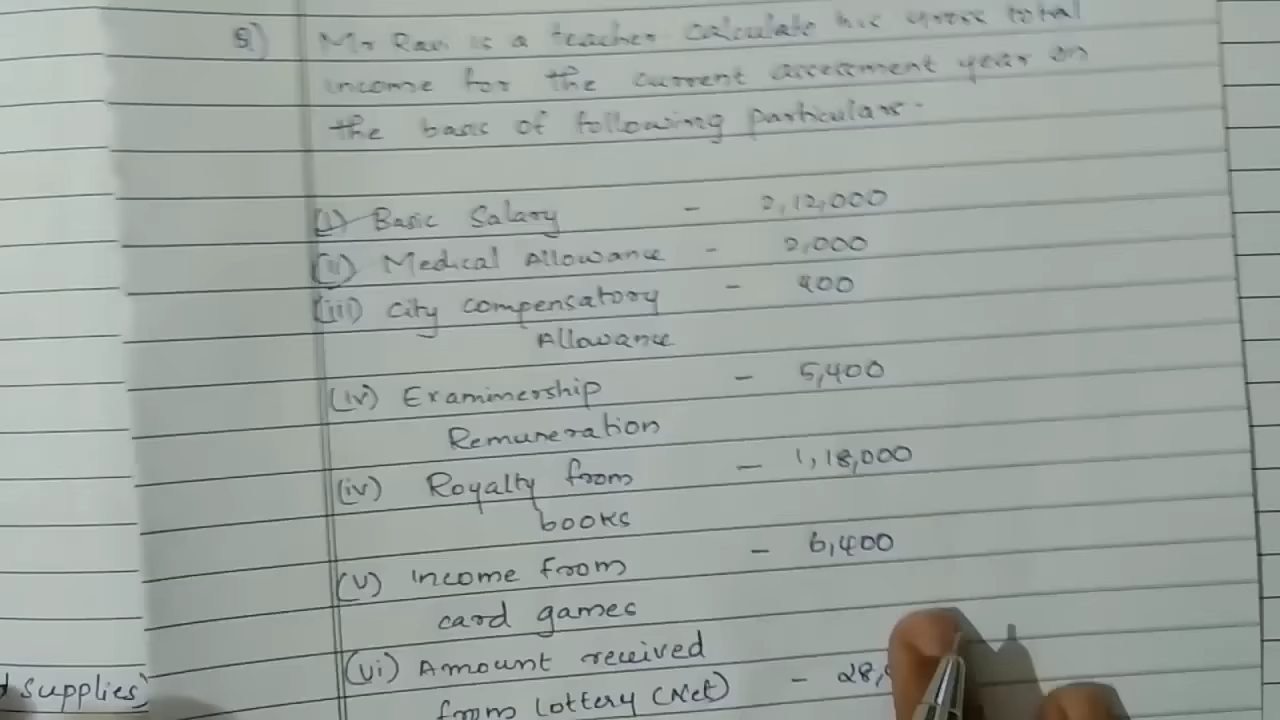 Q) Mr Rav is a teacher calculate his gross total
income for the current assessment year on
the basic of following particulars.
(i) Basic Salary - 2,12,000
(ii) Medical Allowance - 2,000
(iii) City compensatory - 400
Allowance
(iv) Examinership - 5,400
Remuneration
(iv) Royalty from - 1,18,000
books
(v) Income from - 6,400
card games
(vi) Amount received
from lottery (Net) - 28,
supplies)